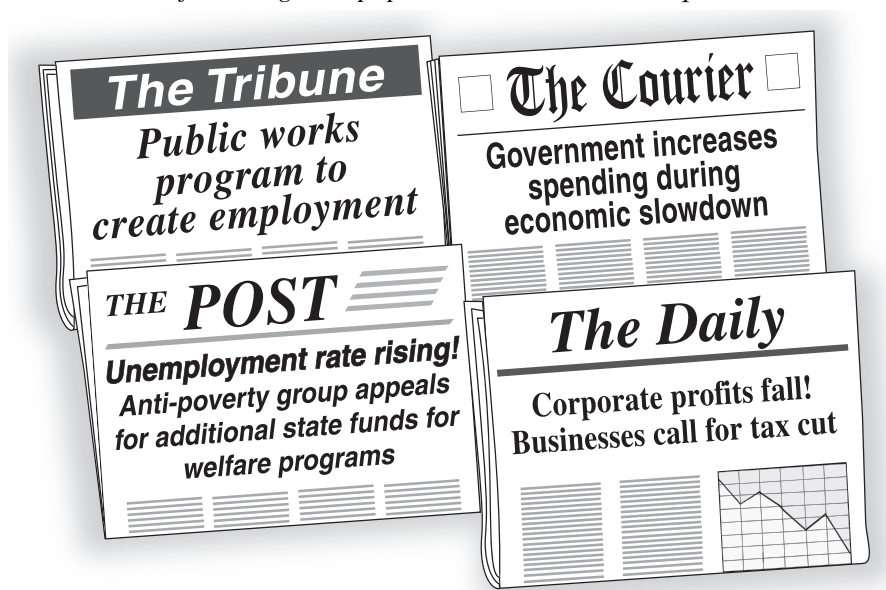 The Tribune
Public works
program to
create employment
The Courier
Government increases
spending during
economic slowdown
THE POST
Unemployment rate rising!
Anti-poverty group appeals
for additional state funds for
welfare programs
The Daily
Corporate profits fall!
Businesses call for tax cut